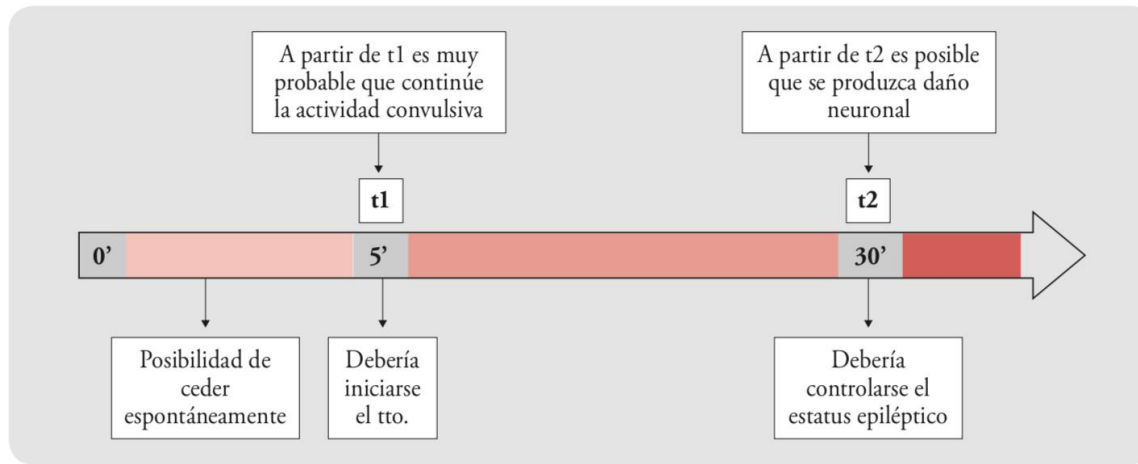 A partir de t1 es muy
probable que continúe
la actividad convulsiva
A partir de t2 es posible
que se produzca daño
neuronal
t1
t2
0’
5’
30’
Posibilidad de
ceder
espontáneamente
Debería
iniciarse
el tto.
Debería
controlarse el
estatus epiléptico